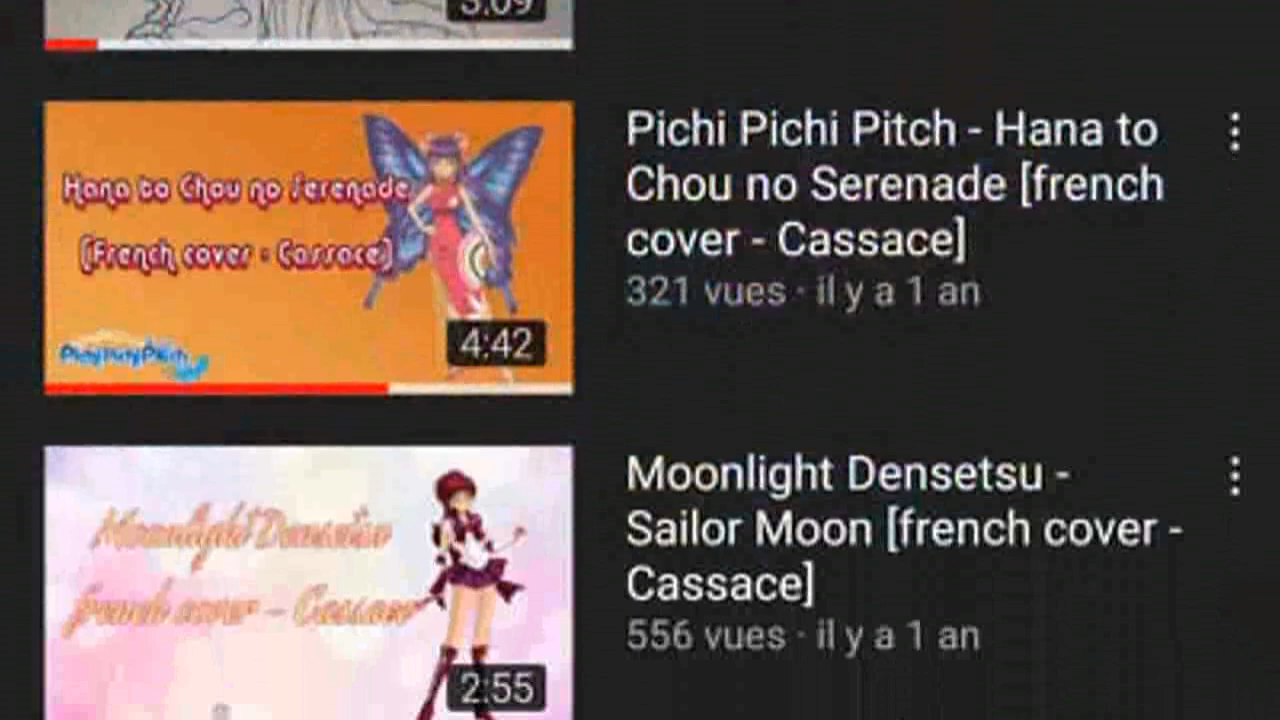 3:09
Hana to Chou no Serenade
[French cover - Cassace]
PichiPichiPitch
4:42
Pichi Pichi Pitch - Hana to
Chou no Serenade [french
cover - Cassace]
321 vues · il y a 1 an
Moonlight Densetsu
french cover - Cassace
2:55
Moonlight Densetsu -
Sailor Moon [french cover -
Cassace]
556 vues · il y a 1 an